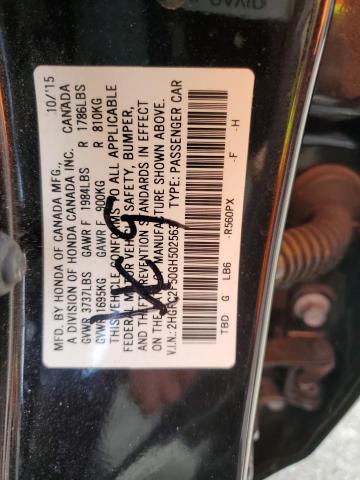 MFD. BY HONDA OF CANADA MFG., 10/'15
A DIVISION OF HONDA CANADA INC. CANADA
GVWR 3737LBS GAWR F 1984LBS R 1786LBS
GVWR 1695KG GAWR F 900KG R 810KG
THIS VEHICLE CONFORMS TO ALL APPLICABLE
FEDERAL MOTOR VEHICLE SAFETY, BUMPER,
AND THEFT PREVENTION STANDARDS IN EFFECT
ON THE DATE OF MANUFACTURE SHOWN ABOVE.
V.I.N.: 2HGFC2F50GH502563 TYPE: PASSENGER CAR
TBD G LB6 -R560PX -F -H